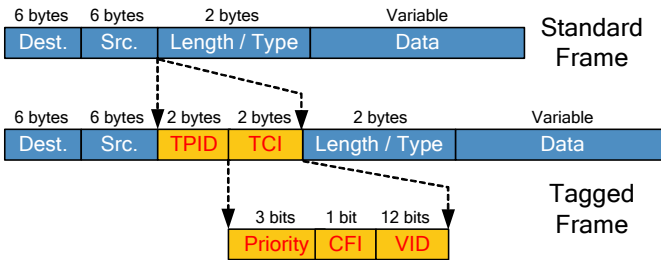 6 bytes 6 bytes 2 bytes Variable
Dest. Src. Length / Type Data
Standard
Frame
6 bytes 6 bytes 2 bytes 2 bytes 2 bytes Variable
Dest. Src. TPID TCI Length / Type Data
Tagged
Frame
3 bits 1 bit 12 bits
Priority CFI VID